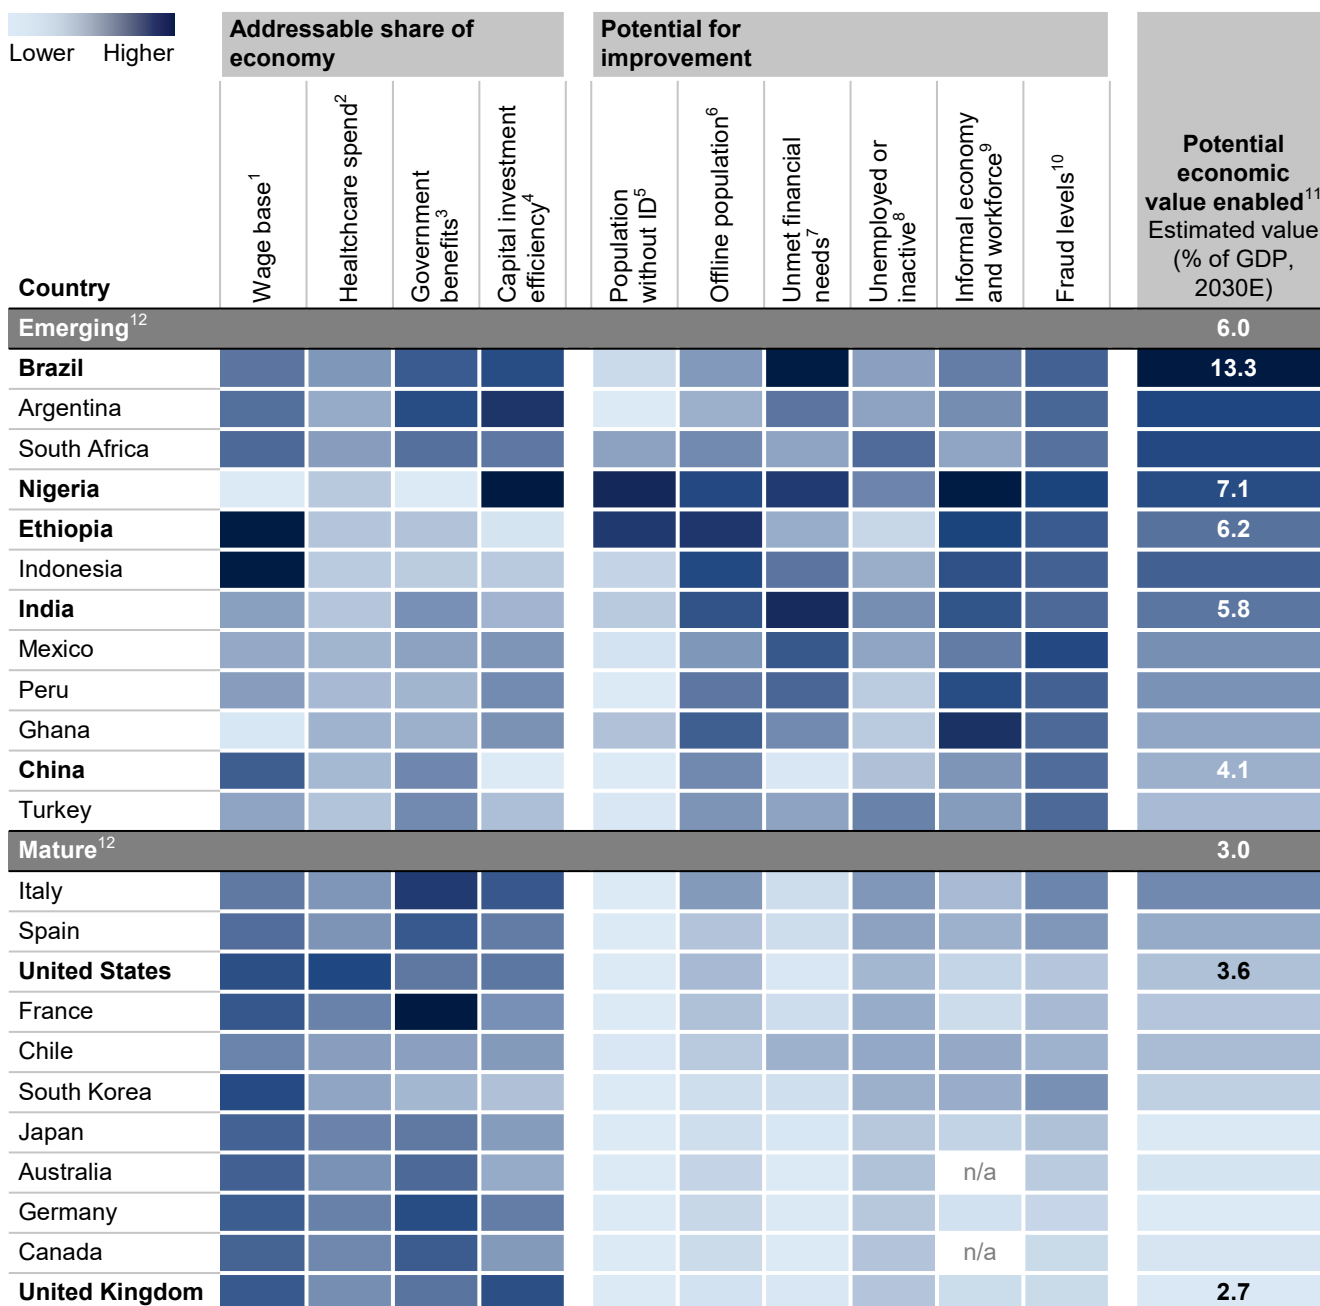 Lower Higher
Addressable share of
economy
Potential for
improvement
Country
Wage base1
Healtchcare spend2
Government
benefits3
Capital investment
efficiency4
Population
without ID5
Offline population6
Unmet financial
needs7
Unemployed or
inactive8
Informal economy
and workforce9
Fraud levels10
Potential
economic
value enabled11
Estimated value
(% of GDP,
2030E)
Emerging12 6.0
Brazil 13.3
Argentina
South Africa
Nigeria 7.1
Ethiopia 6.2
Indonesia
India 5.8
Mexico
Peru
Ghana
China 4.1
Turkey
Mature12 3.0
Italy
Spain
United States 3.6
France
Chile
South Korea
Japan
Australia n/a
Germany
Canada n/a
United Kingdom 2.7